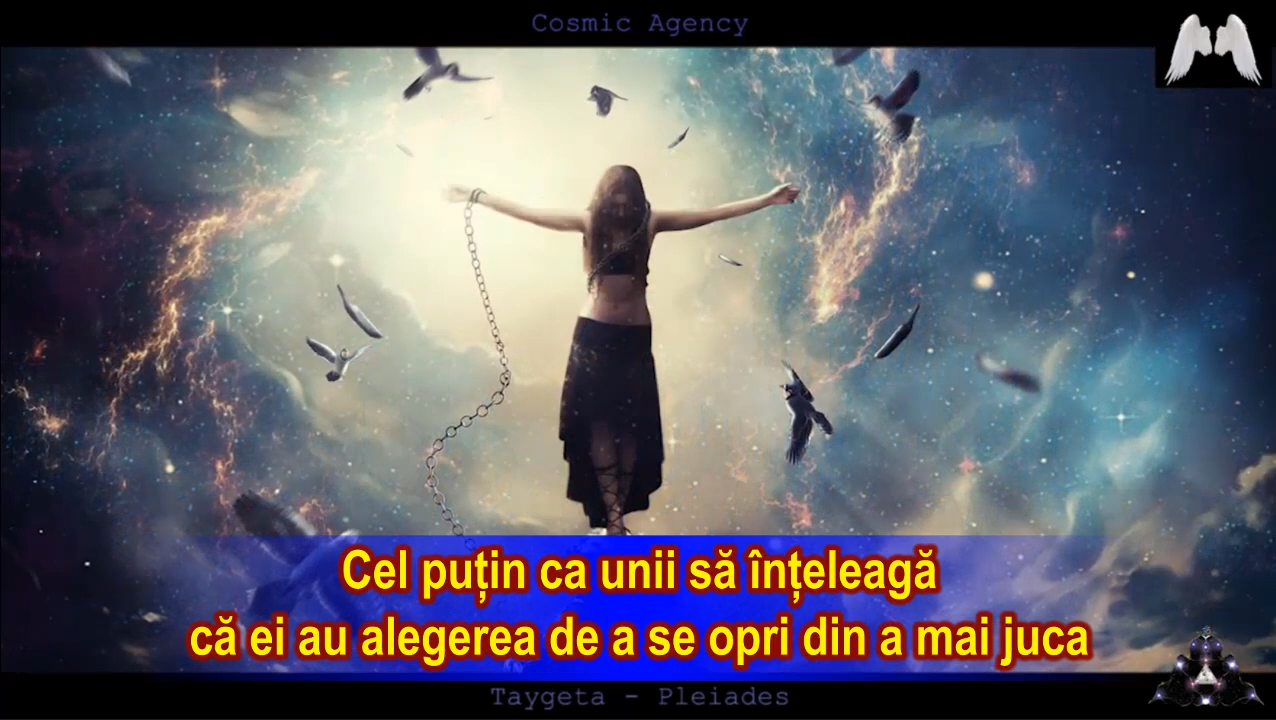 Cosmic Agency
Cel puțin ca unii să înțeleagă
că ei au alegerea de a se opri din a mai juca
Taygeta - Pleiades